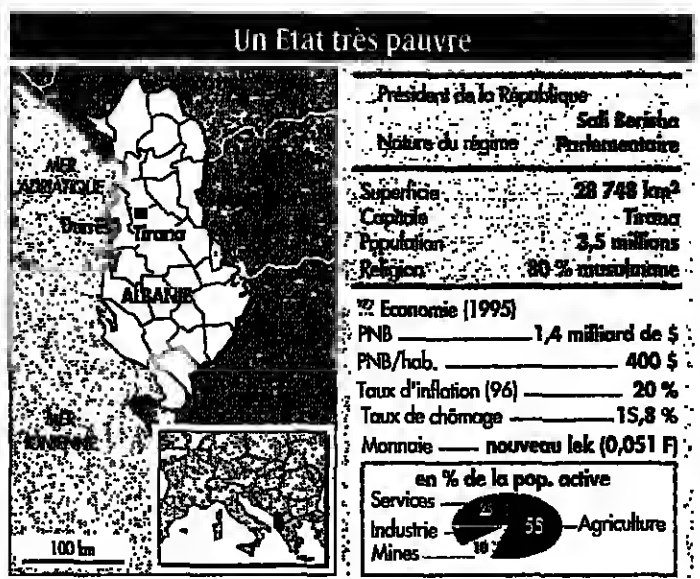 Un Etat très pauvre
MER
ADRIATIQUE
Durres
Tirana
ALBANIE
MER
IONIENNE
100 km
Président de la République
Sali Berisha
Nature du régime Parlementaire
Superficie 28 748 km²
Capitale Tirana
Population 3,5 millions
Religion 80 % musulmane
Economie (1995)
PNB 1,4 milliard de $
PNB/hab. 400 $
Taux d'inflation (96) 20 %
Taux de chômage 15,8 %
Monnaie nouveau lek (0,051 F)
en % de la pop. active
Services
Industrie 55 Agriculture
Mines